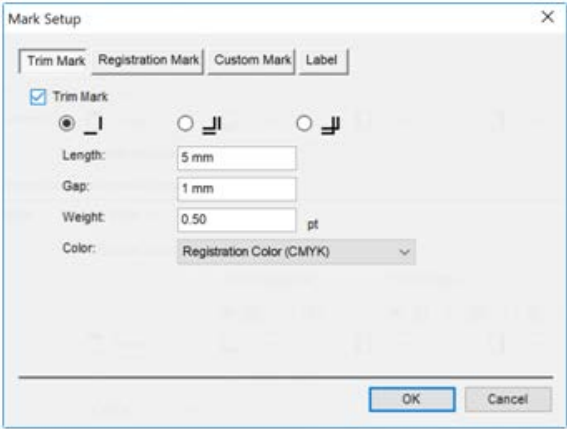 Mark Setup
Trim Mark Registration Mark Custom Mark Label
Trim Mark
Length: 5 mm
Gap: 1 mm
Weight: 0.50 pt
Color: Registration Color (CMYK)
OK Cancel